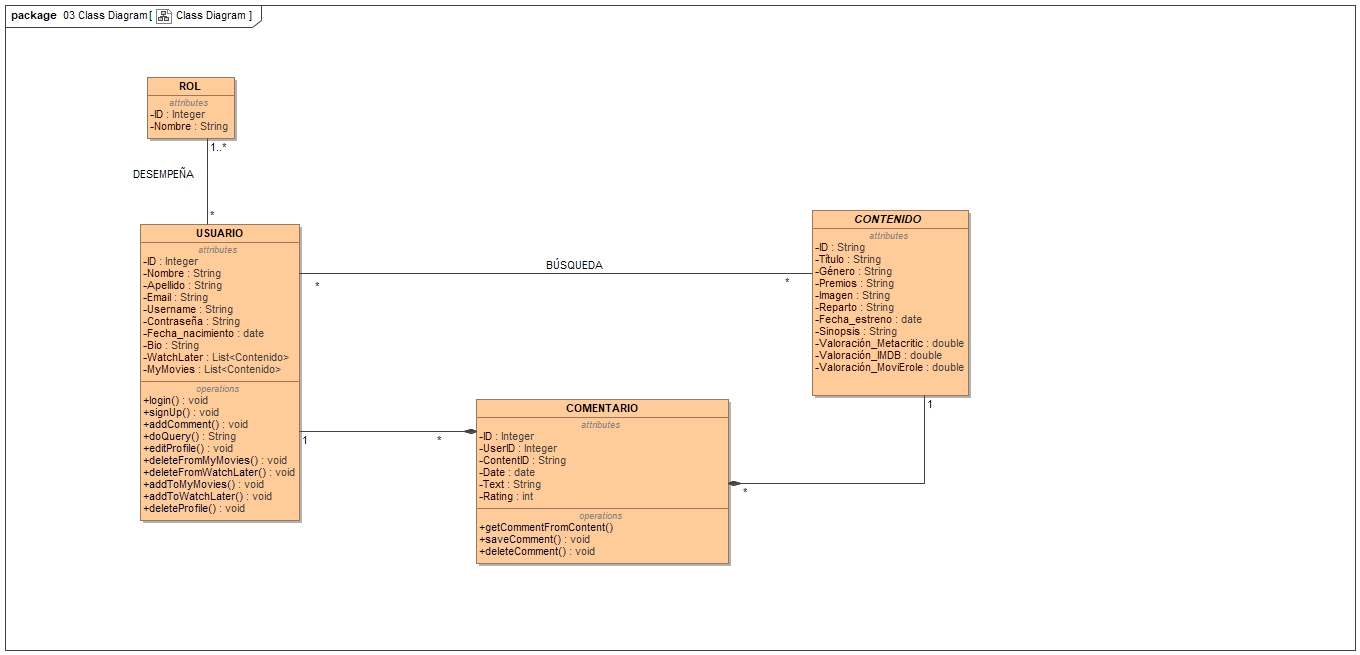 package 03 Class Diagram[ Class Diagram ]
ROL
attributes
-ID : Integer
-Nombre : String
1..*
DESEMPEÑA
*
USUARIO
attributes
-ID : Integer
-Nombre : String
-Apellido : String
-Email : String
-Username : String
-Contraseña : String
-Fecha_nacimiento : date
-Bio : String
-WatchLater : List<Contenido>
-MyMovies : List<Contenido>
operations
+login() : void
+signUp() : void
+addComment() : void
+doQuery() : String
+editProfile() : void
+deleteFromMyMovies() : void
+deleteFromWatchLater() : void
+addToMyMovies() : void
+addToWatchLater() : void
+deleteProfile() : void
BÚSQUEDA
*
*
CONTENIDO
attributes
-ID : String
-Título : String
-Género : String
-Premios : String
-Imagen : String
-Reparto : String
-Fecha_estreno : date
-Sinopsis : String
-Valoración_Metacritic : double
-Valoración_IMDB : double
-Valoración_MoviErole : double
1
1
*
COMENTARIO
attributes
-ID : Integer
-UserID : Integer
-ContentID : String
-Date : date
-Text : String
-Rating : int
operations
+getCommentFromContent()
+saveComment() : void
+deleteComment() : void
*